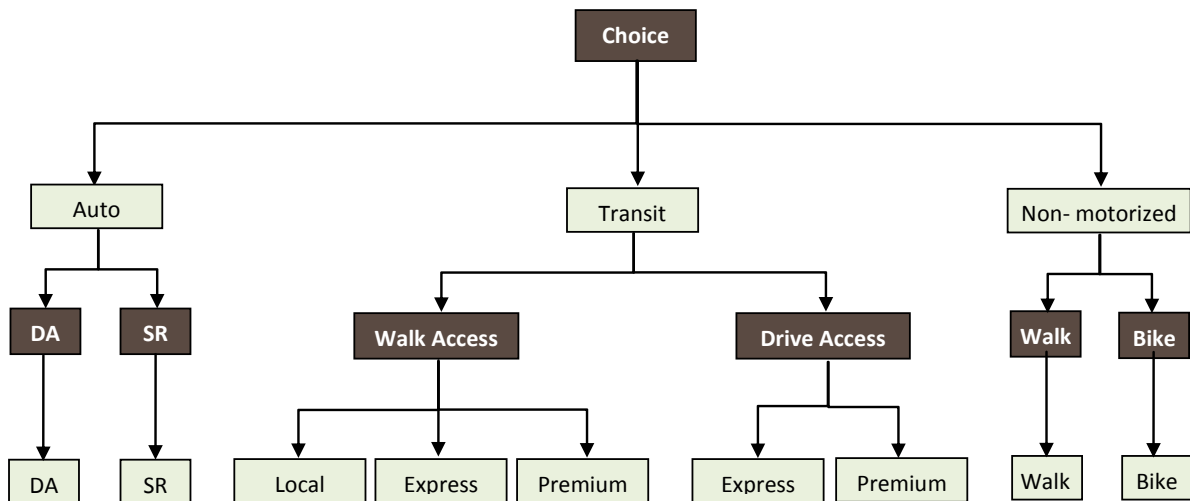 Choice
Auto
Transit
Non- motorized
DA
SR
Walk Access
Drive Access
Walk
Bike
DA
SR
Local
Express
Premium
Express
Premium
Walk
Bike